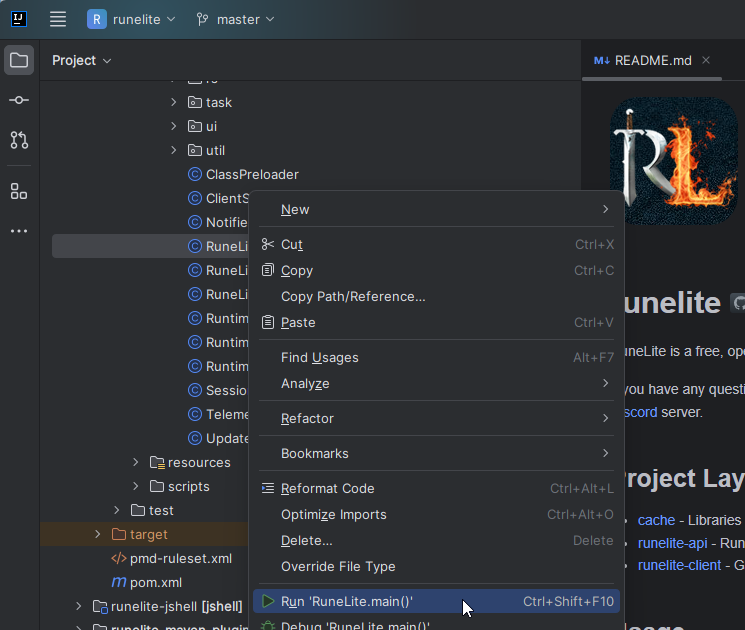 runelite
master
Project
README.md
task
ui
util
ClassPreloader
ClientS
Notifie
RuneLi
RuneLi
RuneLi
Runtim
Runtim
Runtim
Sessio
Teleme
Update
resources
scripts
test
target
pmd-ruleset.xml
pom.xml
runelite-jshell [jshell]
runelite-maven-plugin
New
Cut Ctrl+X
Copy Ctrl+C
Copy Path/Reference...
Paste Ctrl+V
Find Usages Alt+F7
Analyze
Refactor
Bookmarks
Reformat Code Ctrl+Alt+L
Optimize Imports Ctrl+Alt+O
Delete... Delete
Override File Type
Run 'RuneLite.main()' Ctrl+Shift+F10
Debug 'RuneLite.main()'
RL
unelite
uneLite is a free, ope
you have any questi
scord server.
roject Lay
cache - Libraries
runelite-api - Run
runelite-client - G